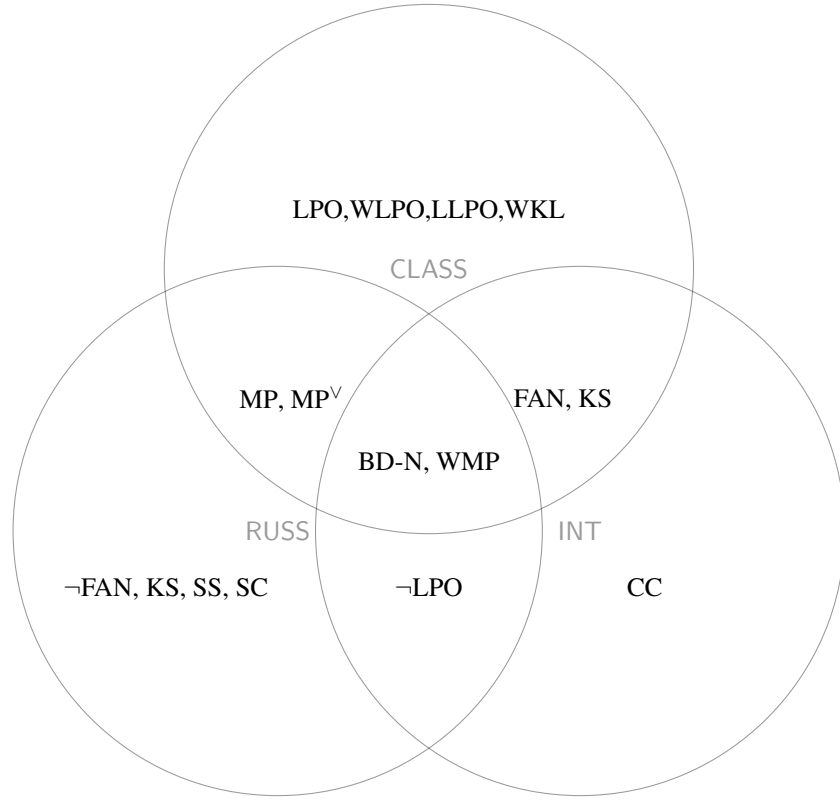 LPO,WLPO,LLPO,WKL
CLASS
MP, MP^∨
FAN, KS
BD-N, WMP
RUSS
INT
¬FAN, KS, SS, SC
¬LPO
CC